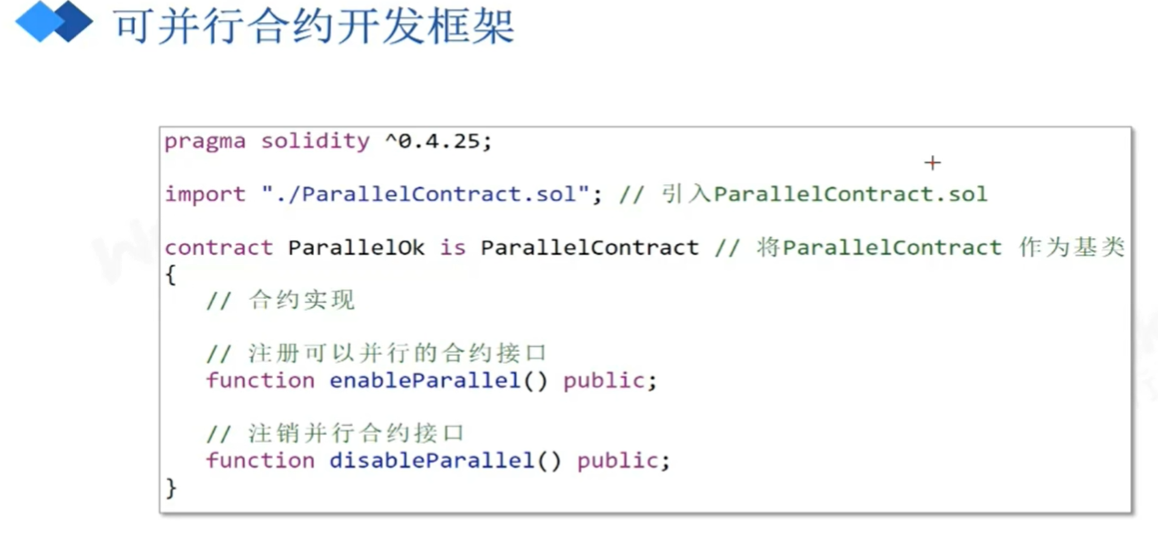 可并行合约开发框架
pragma solidity ^0.4.25;
import "./ParallelContract.sol"; // 引入ParallelContract.sol
contract ParallelOk is ParallelContract // 将ParallelContract 作为基类
{
// 合约实现
// 注册可以并行的合约接口
function enableParallel() public;
// 注销并行合约接口
function disableParallel() public;
}